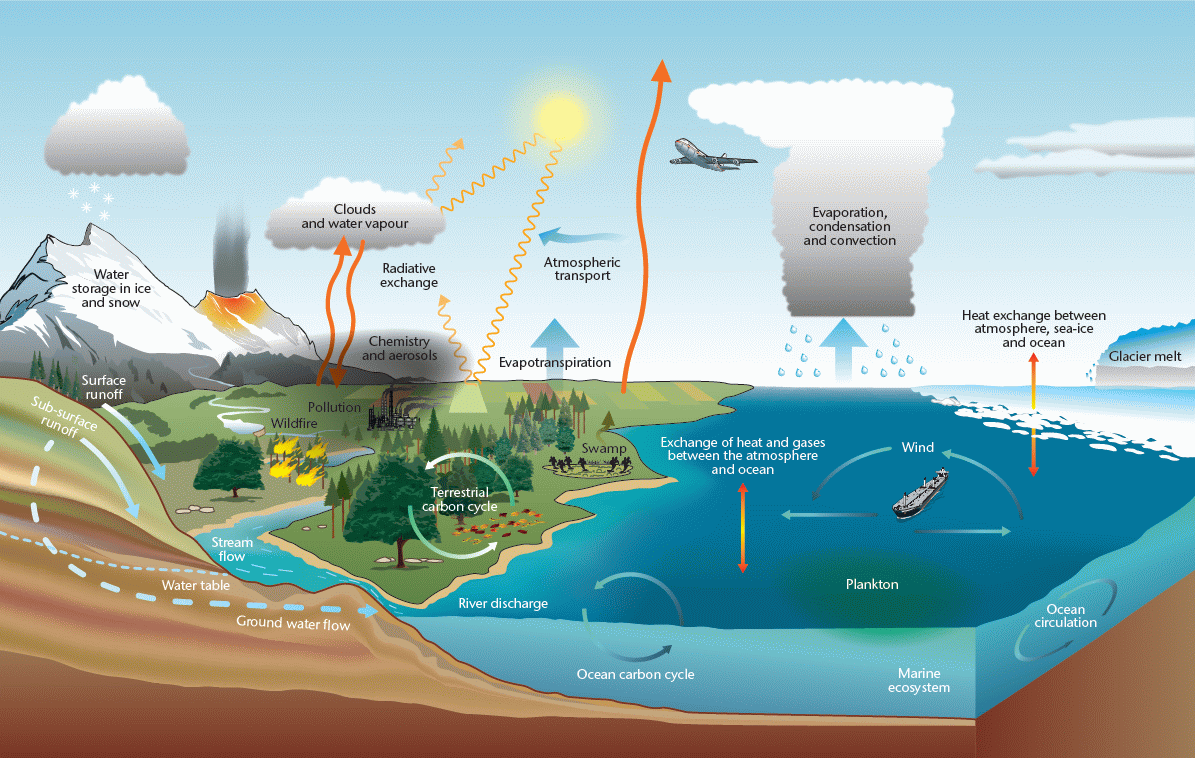 Clouds
and water vapour
Evaporation,
condensation
and convection
Water
storage in ice
and snow
Radiative
exchange
Atmospheric
transport
Heat exchange between
atmosphere, sea-ice
and ocean
Glacier melt
Chemistry
and aerosols
Evapotranspiration
Surface
runoff
Sub-surface
runoff
Pollution
Wildfire
Swamp
Exchange of heat and gases
between the atmosphere
and ocean
Wind
Terrestrial
carbon cycle
Stream
flow
Water table
Ground water flow
River discharge
Plankton
Ocean
circulation
Ocean carbon cycle
Marine
ecosystem